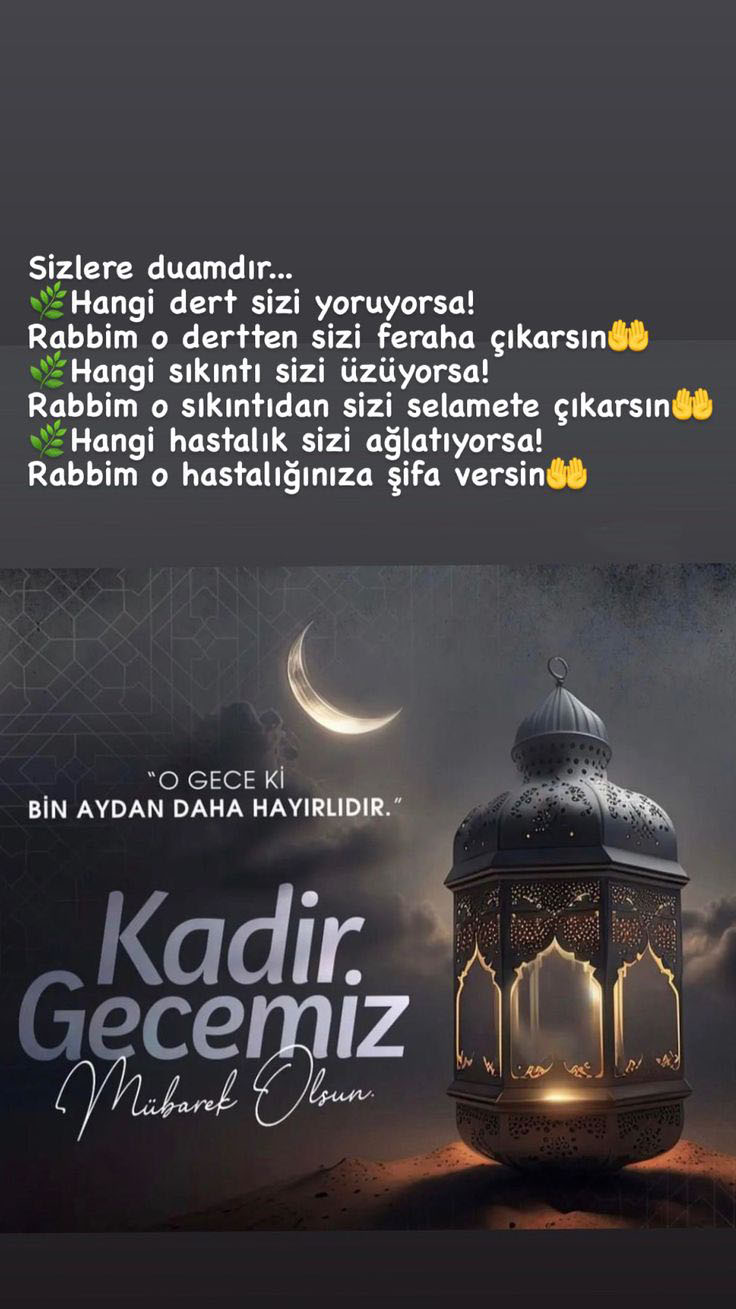 Sizlere duamdır...
🌿Hangi dert sizi yoruyorsa!
Rabbim o dertten sizi feraha çıkarsın🤲
🌿Hangi sıkıntı sizi üzüyorsa!
Rabbim o sıkıntıdan sizi selamete çıkarsın🤲
🌿Hangi hastalık sizi ağlatıyorsa!
Rabbim o hastalığınıza şifa versin🤲
"O GECE Kİ
BİN AYDAN DAHA HAYIRLIDIR."
Kadir
Gecemiz
Mübarek Olsun.